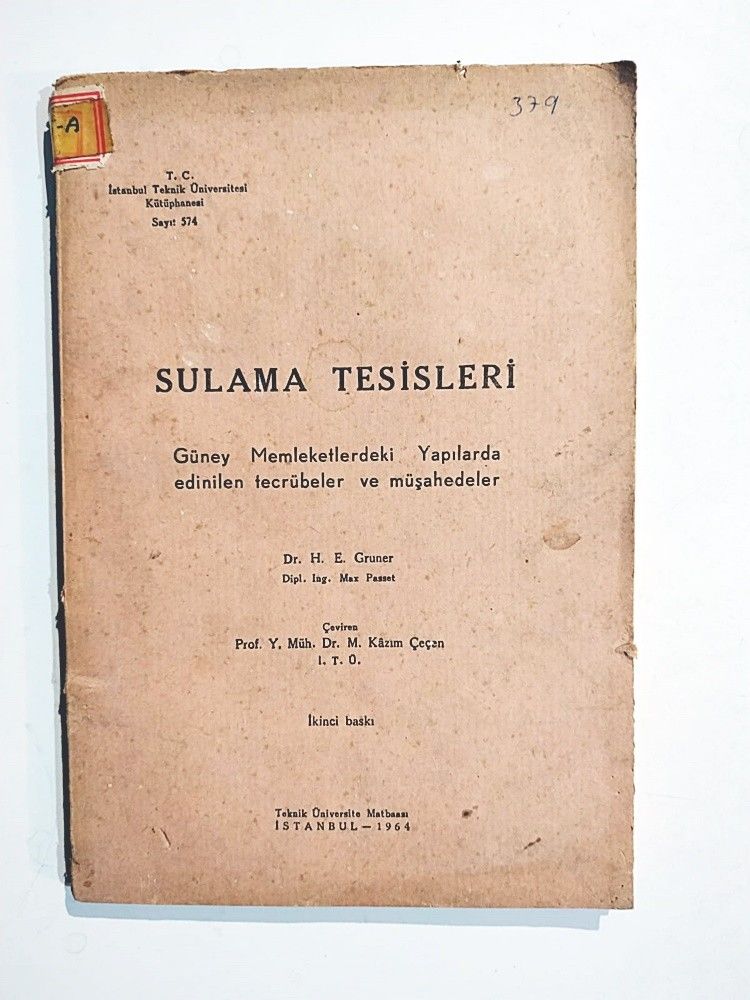 -A
379
T. C.
İstanbul Teknik Üniversitesi
Kütüphanesi
Sayı: 574
SULAMA TESİSLERİ
Güney Memleketlerdeki Yapılarda
edinilen tecrübeler ve müşahedeler
Dr. H. E. Gruner
Dipl. Ing. Max Passet
Çeviren
Prof. Y. Müh. Dr. M. Kâzım Çeçen
İ. T. Ü.
İkinci baskı
Teknik Üniversite Matbaası
İSTANBUL — 1964